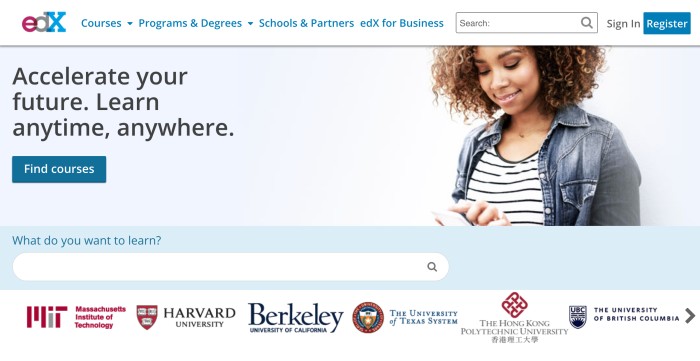 edX Courses Programs & Degrees Schools & Partners edX for Business Search: Sign In Register
Accelerate your
future. Learn
anytime, anywhere.
Find courses
What do you want to learn?
MIT Massachusetts
Institute of
Technology
HARVARD
UNIVERSITY
Berkeley
UNIVERSITY OF CALIFORNIA
THE UNIVERSITY
OF TEXAS SYSTEM
THE HONG KONG
POLYTECHNIC UNIVERSITY
香港理工大學
UBC
THE UNIVERSITY
OF BRITISH COLUMBIA